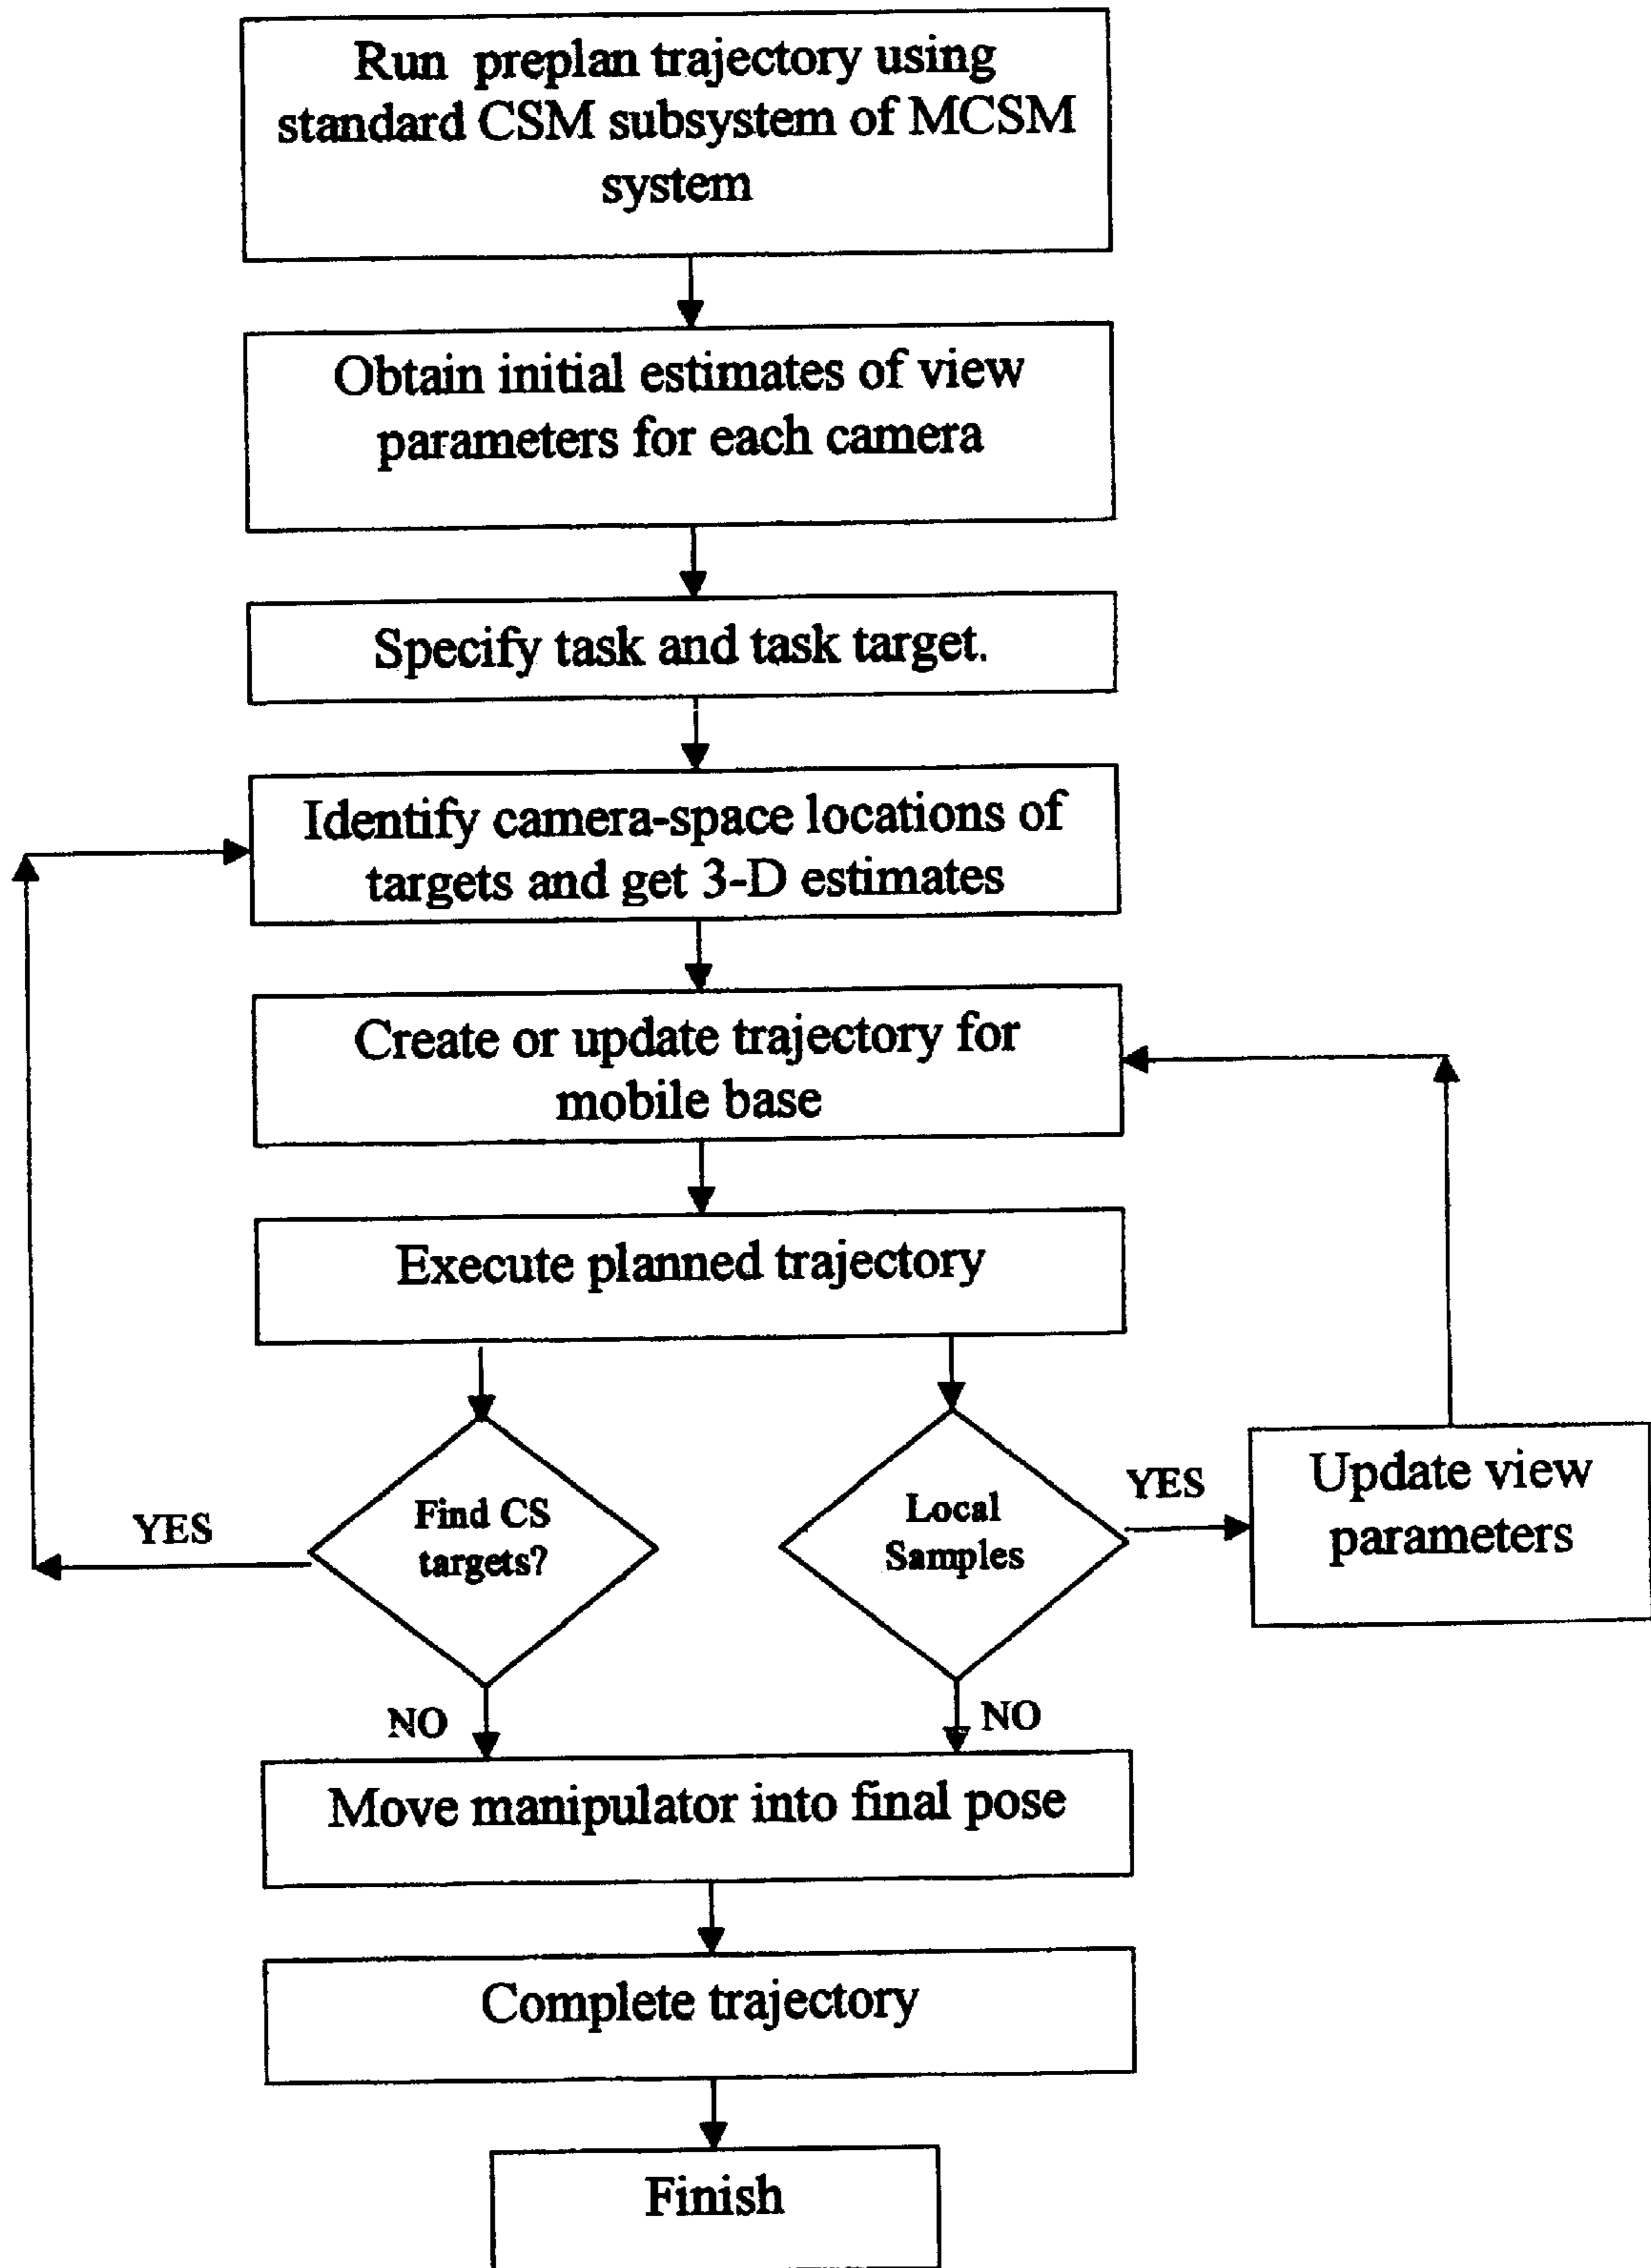 Run preplan trajectory using
standard CSM subsystem of MCSM
system
Obtain initial estimates of view
parameters for each camera
Specify task and task target.
Identify camera-space locations of
targets and get 3-D estimates
Create or update trajectory for
mobile base
Execute planned trajectory
Find CS
targets?
YES
Local
Samples
YES
Update view
parameters
NO
NO
Move manipulator into final pose
Complete trajectory
Finish